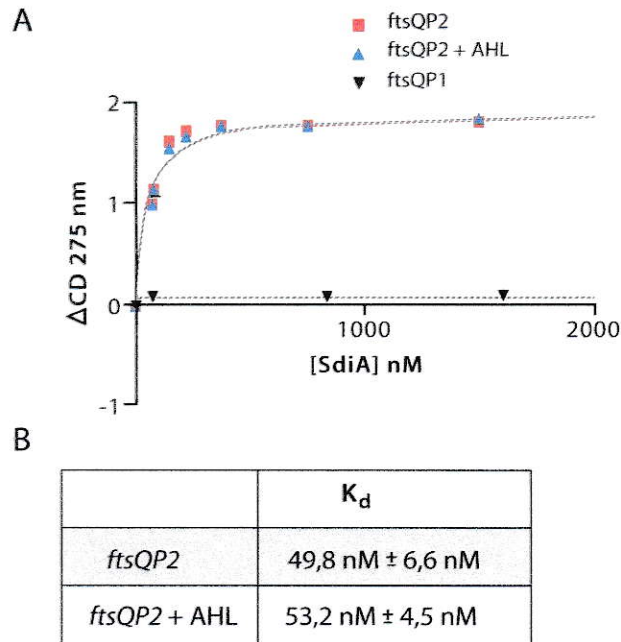 A
ftsQP2
ftsQP2 + AHL
ftsQP1
2
1
0
-1
ΔCD 275 nm
1000
2000
[SdiA] nM
B
K_d
ftsQP2
49,8 nM ± 6,6 nM
ftsQP2 + AHL
53,2 nM ± 4,5 nM